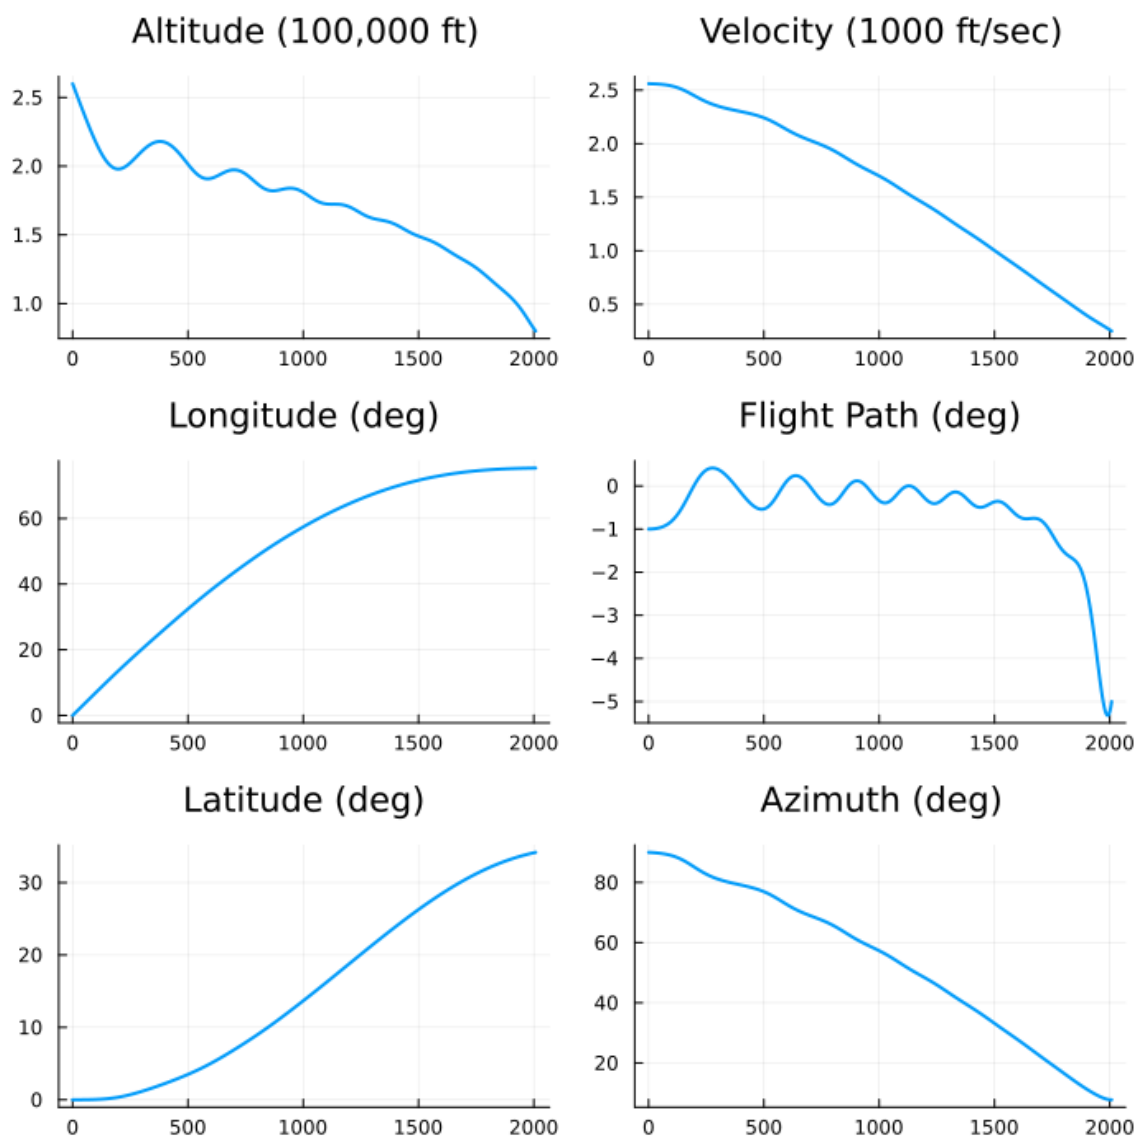 Altitude (100,000 ft)
2.5
2.0
1.5
1.0
0 500 1000 1500 2000
Velocity (1000 ft/sec)
2.5
2.0
1.5
1.0
0.5
0 500 1000 1500 2000
Longitude (deg)
60
40
20
0
0 500 1000 1500 2000
Flight Path (deg)
0
−1
−2
−3
−4
−5
0 500 1000 1500 2000
Latitude (deg)
30
20
10
0
0 500 1000 1500 2000
Azimuth (deg)
80
60
40
20
0 500 1000 1500 2000